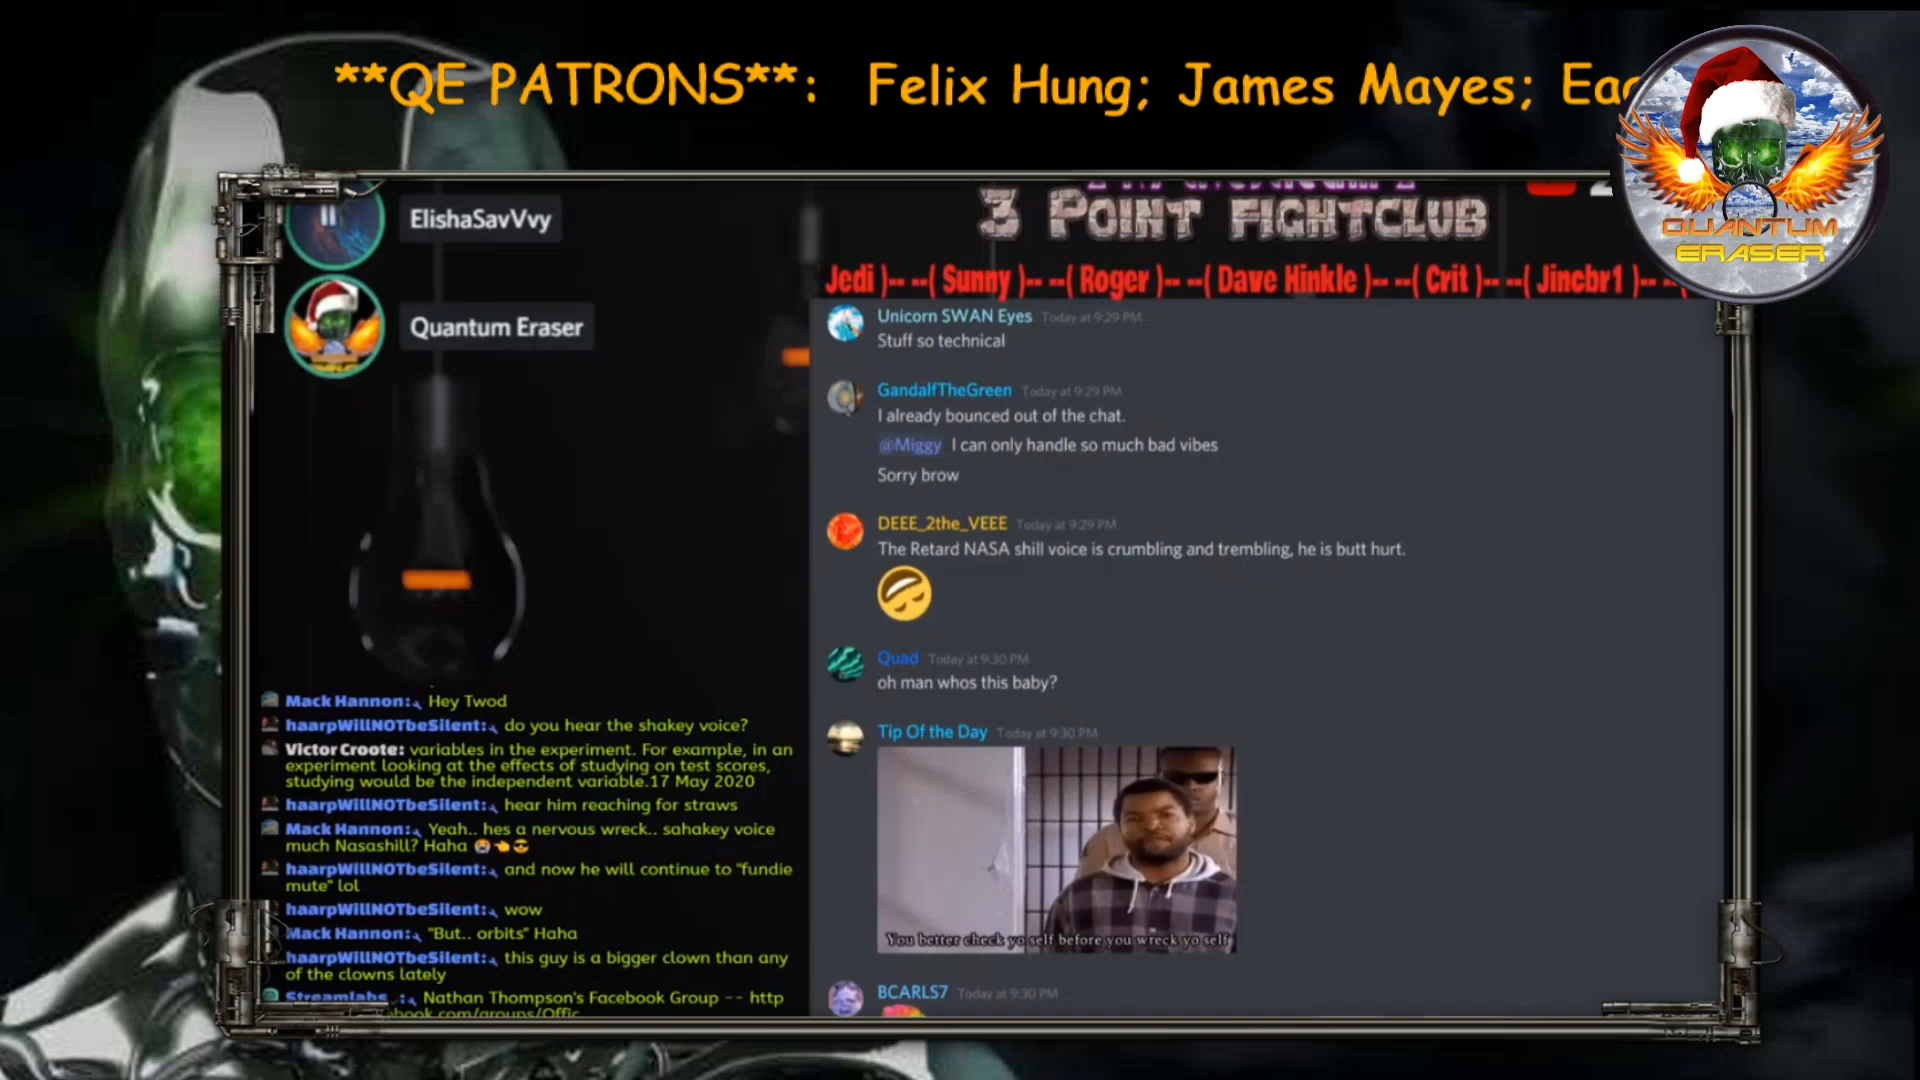 **QE PATRONS**: Felix Hung; James Mayes;
QUANTUM
ERASER
ElishaSavVvy
Quantum Eraser
3 POINT FIGHTCLUB
Jedi )-- --( Sunny )-- --( Roger )-- --( Dave Hinkle )-- --( Crit )-- --( Jincbr1 )--
Unicorn SWAN Eyes Today at 9:29 PM
Stuff so technical
GandalfTheGreen Today at 9:29 PM
I already bounced out of the chat.
@Miggy I can only handle so much bad vibes
Sorry brow
DEEE_2the_VEEE Today at 9:29 PM
The Retard NASA shill voice is crumbling and trembling, he is butt hurt.
Quad Today at 9:30 PM
oh man whos this baby?
Tip Of the Day Today at 9:30 PM
You better check yo self before you wreck yo self
BCARLS7 Today at 9:30 PM
Mack Hannon: Hey Twod
haarpWillNOTbeSilent: do you hear the shakey voice?
Victor Croote: variables in the experiment. For example, in an
experiment looking at the effects of studying on test scores,
studying would be the independent variable.17 May 2020
haarpWillNOTbeSilent: hear him reaching for straws
Mack Hannon: Yeah.. hes a nervous wreck.. sahakey voice
much Nasashill? Haha 😭👈😎
haarpWillNOTbeSilent: and now he will continue to "fundie
mute" lol
haarpWillNOTbeSilent: wow
Mack Hannon: "But.. orbits" Haha
haarpWillNOTbeSilent: this guy is a bigger clown than any
of the clowns lately
Streamlabs : Nathan Thompson's Facebook Group -- http
ebook.com/groups/Offic